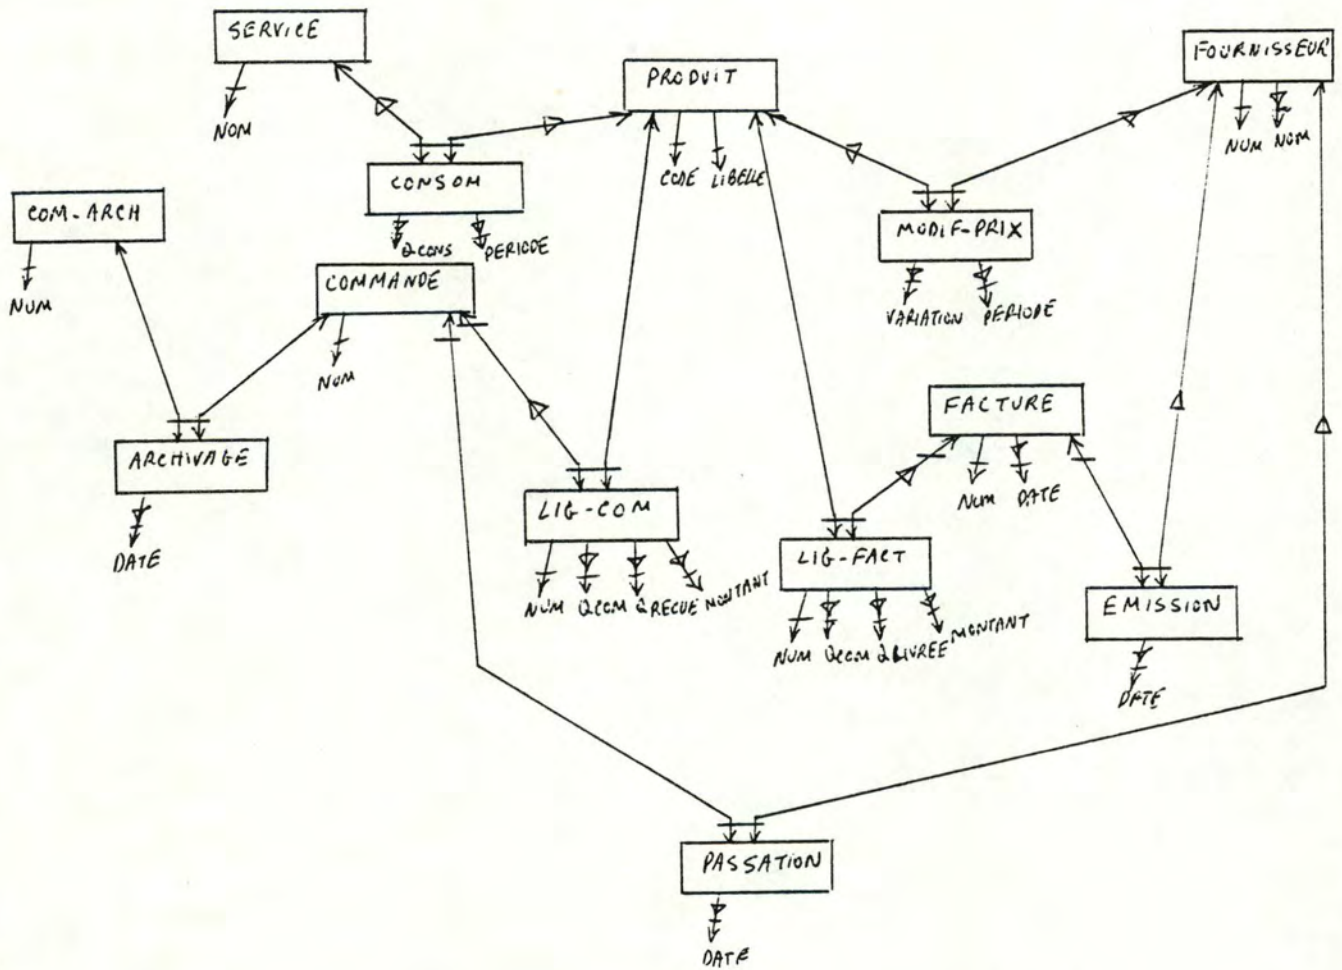 SERVICE
NOM
PRODUIT
CODE LIBELLE
FOURNISSEUR
NUM NOM
CONSOM
QCONS PERIODE
COM-ARCH
NUM
MODIF-PRIX
VARIATION PERIODE
COMMANDE
NUM
FACTURE
NUM DATE
ARCHIVAGE
DATE
LIG-COM
NUM QCOM QRECUE MONTANT
LIG-FACT
NUM QCOM QLIVREE MONTANT
EMISSION
DATE
PASSATION
DATE